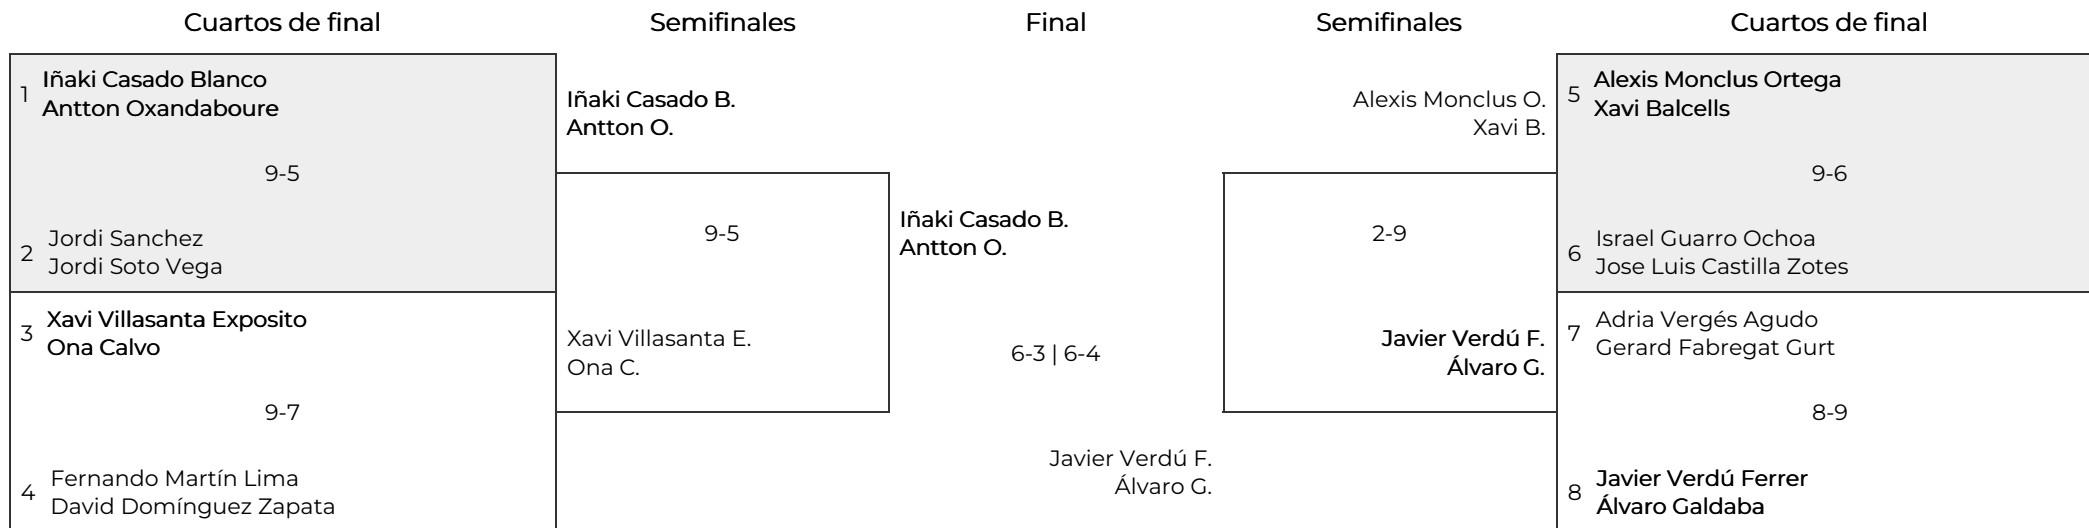 Cuartos de final
Semifinales
Final
Semifinales
Cuartos de final
1
Iñaki Casado Blanco
Antton Oxandaboure
9-5
2
Jordi Sanchez
Jordi Soto Vega
3
Xavi Villasanta Exposito
Ona Calvo
9-7
4
Fernando Martín Lima
David Domínguez Zapata
Iñaki Casado B.
Antton O.
9-5
Xavi Villasanta E.
Ona C.
Iñaki Casado B.
Antton O.
6-3 | 6-4
Javier Verdú F.
Álvaro G.
Alexis Monclus O.
Xavi B.
2-9
Javier Verdú F.
Álvaro G.
5
Alexis Monclus Ortega
Xavi Balcells
9-6
6
Israel Guarro Ochoa
Jose Luis Castilla Zotes
7
Adria Vergés Agudo
Gerard Fabregat Gurt
8-9
8
Javier Verdú Ferrer
Álvaro Galdaba